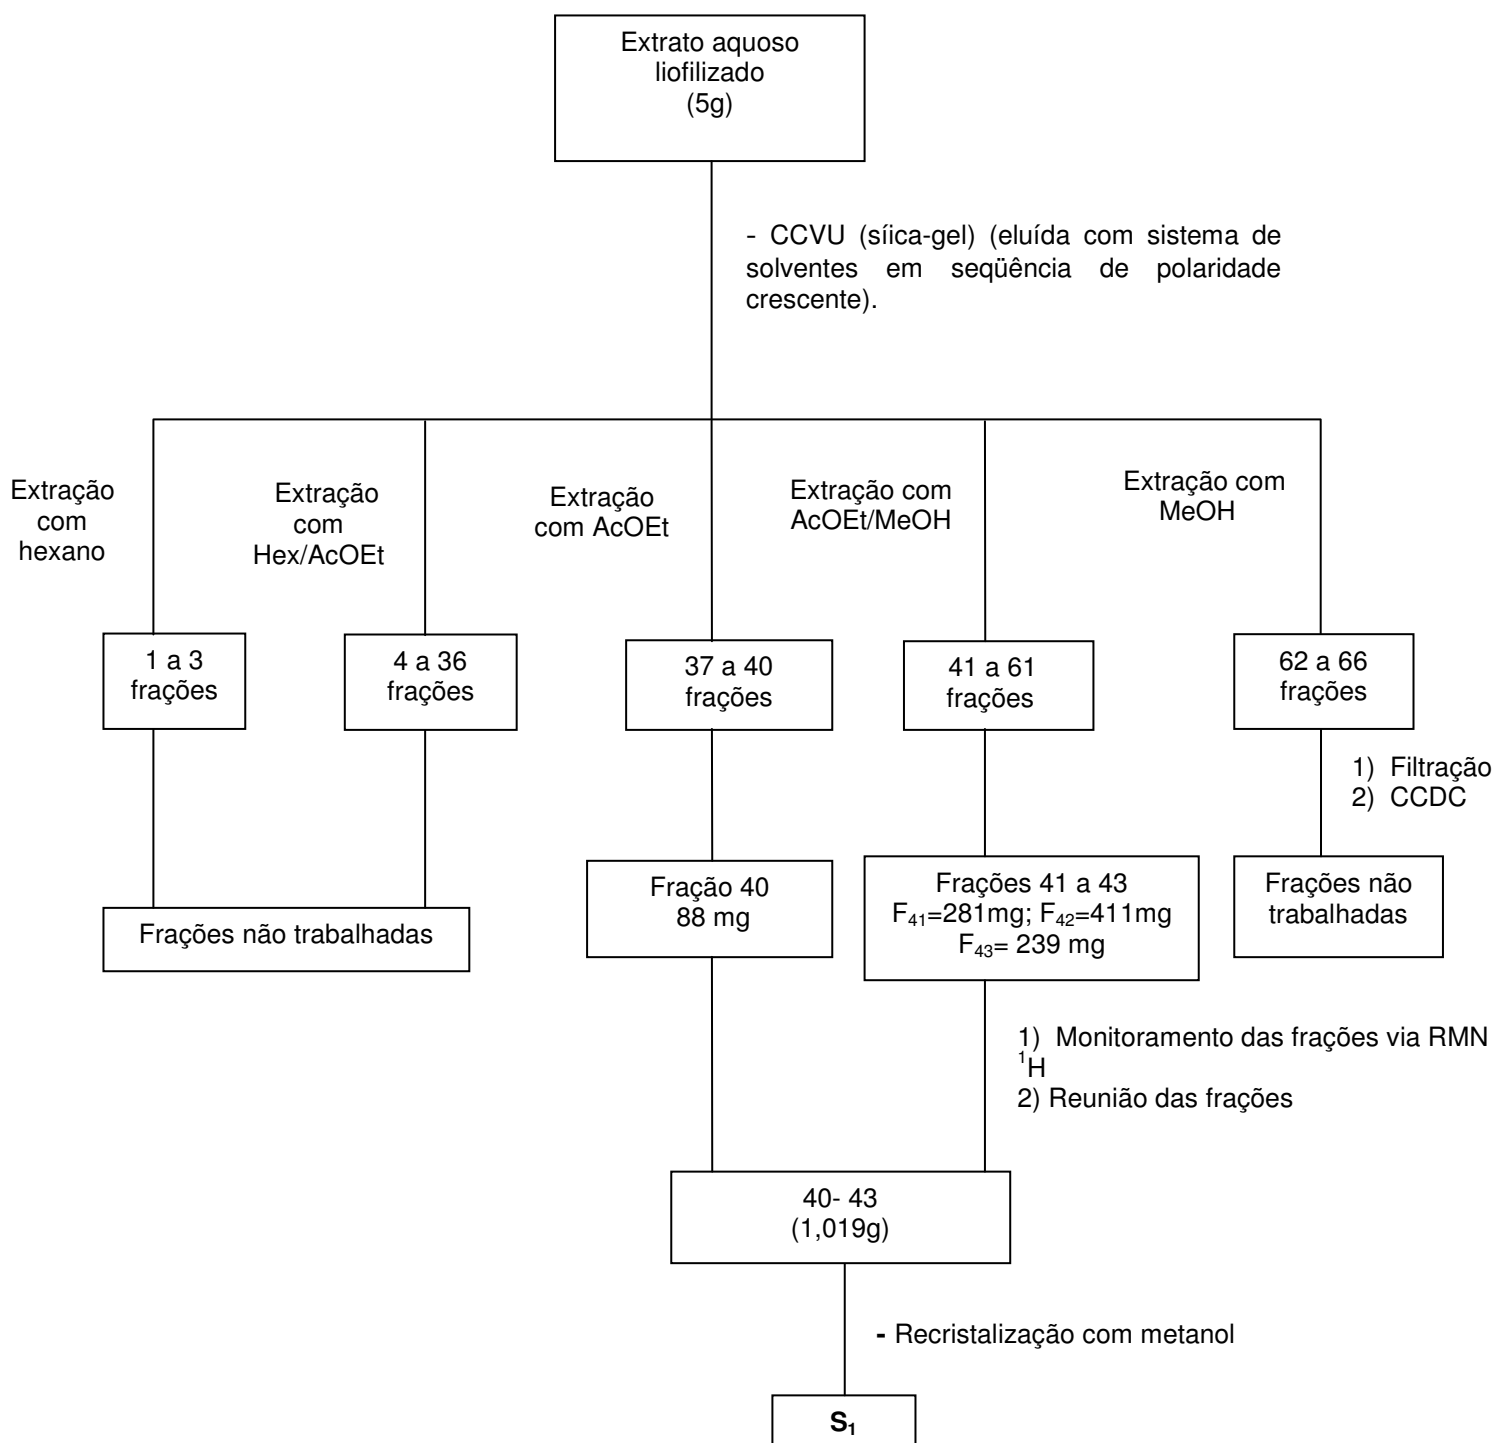 Extrato aquoso
liofilizado
(5g)
- CCVU (síica-gel) (eluída com sistema de
solventes em seqüência de polaridade
crescente).
Extração
com
hexano
Extração
com
Hex/AcOEt
Extração
com AcOEt
Extração com
AcOEt/MeOH
Extração com
MeOH
1 a 3
frações
4 a 36
frações
37 a 40
frações
41 a 61
frações
62 a 66
frações
1) Filtração
2) CCDC
Frações não trabalhadas
Fração 40
88 mg
Frações 41 a 43
F₄₁=281mg; F₄₂=411mg
F₄₃= 239 mg
Frações não
trabalhadas
1) Monitoramento das frações via RMN
¹H
2) Reunião das frações
40- 43
(1,019g)
- Recristalização com metanol
S₁